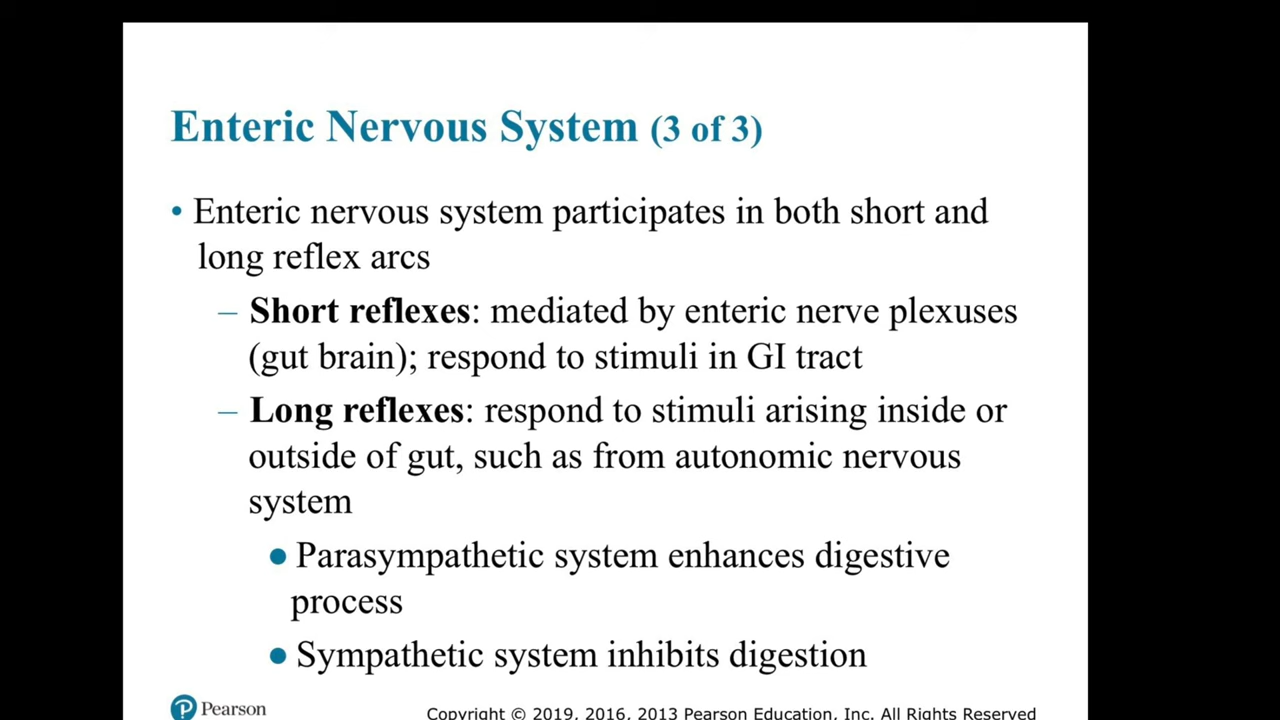 Enteric Nervous System (3 of 3)
• Enteric nervous system participates in both short and
long reflex arcs
– Short reflexes: mediated by enteric nerve plexuses
(gut brain); respond to stimuli in GI tract
– Long reflexes: respond to stimuli arising inside or
outside of gut, such as from autonomic nervous
system
● Parasympathetic system enhances digestive
process
● Sympathetic system inhibits digestion
P Pearson
Copyright © 2019, 2016, 2013 Pearson Education, Inc. All Rights Reserved